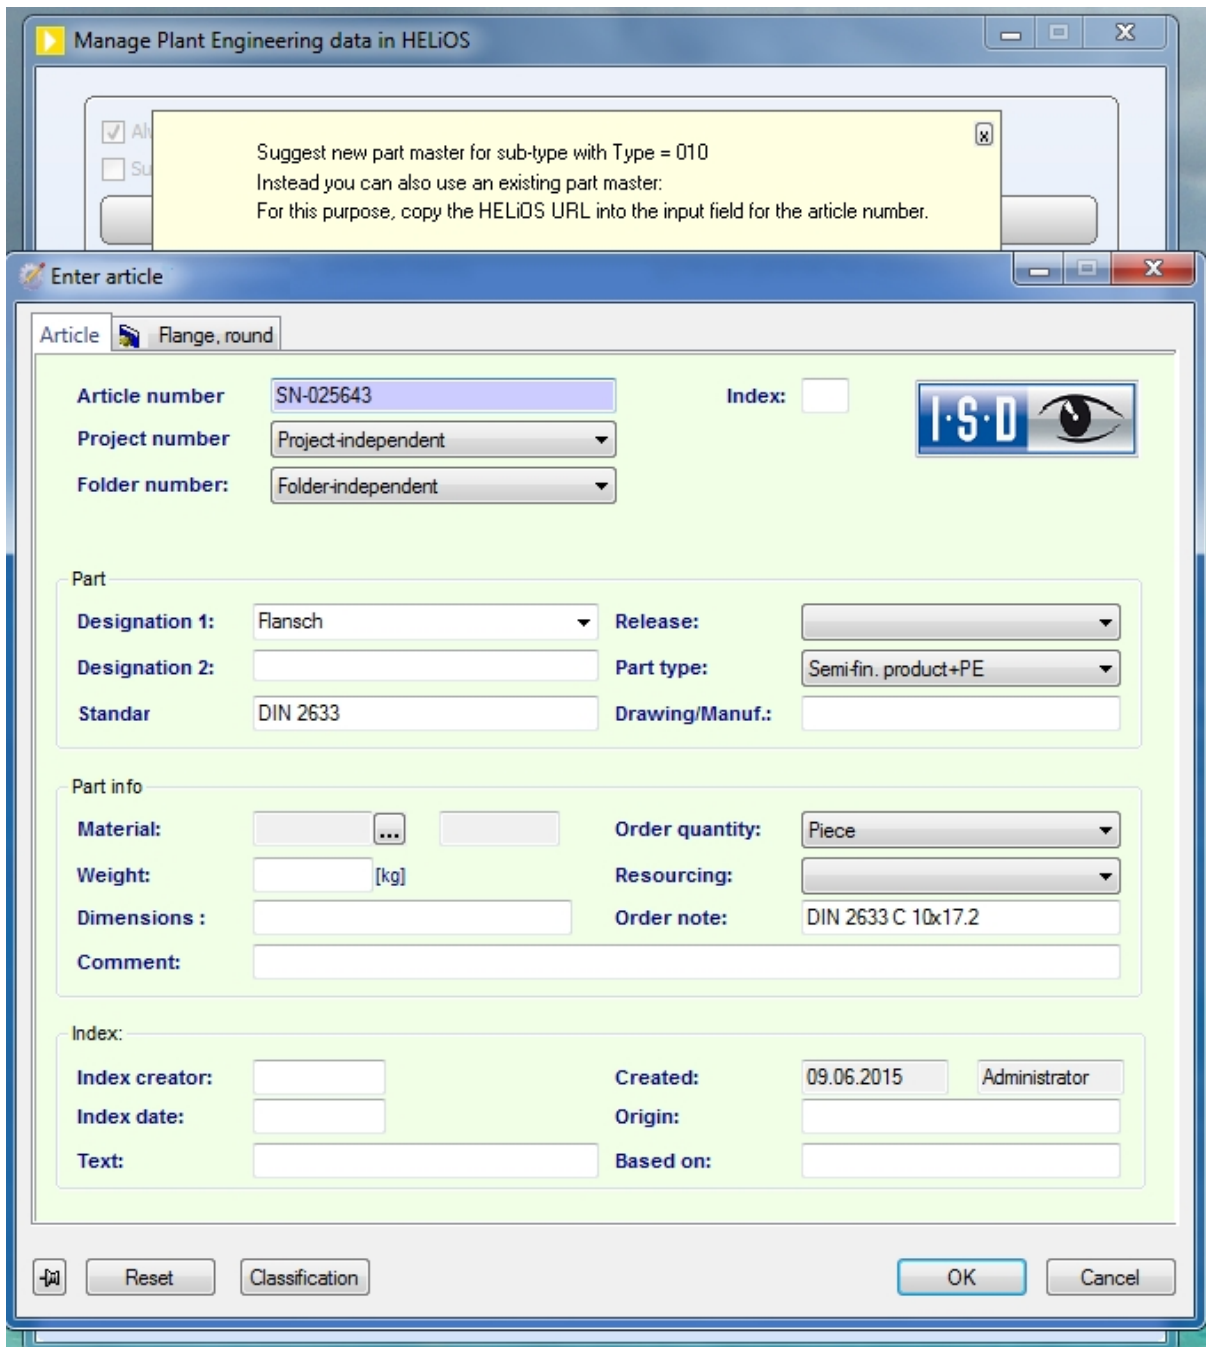 Manage Plant Engineering data in HELiOS
Suggest new part master for sub-type with Type = 010
Instead you can also use an existing part master:
For this purpose, copy the HELiOS URL into the input field for the article number.
Enter article
Article Flange, round
Article number SN-025643 Index:
I·S·D
Project number Project-independent
Folder number: Folder-independent
Part
Designation 1: Flansch Release:
Designation 2: Part type: Semi-fin. product+PE
Standar DIN 2633 Drawing/Manuf.:
Part info
Material: ... Order quantity: Piece
Weight: [kg] Resourcing:
Dimensions : Order note: DIN 2633 C 10x17.2
Comment:
Index:
Index creator: Created: 09.06.2015 Administrator
Index date: Origin:
Text: Based on:
Reset Classification OK Cancel